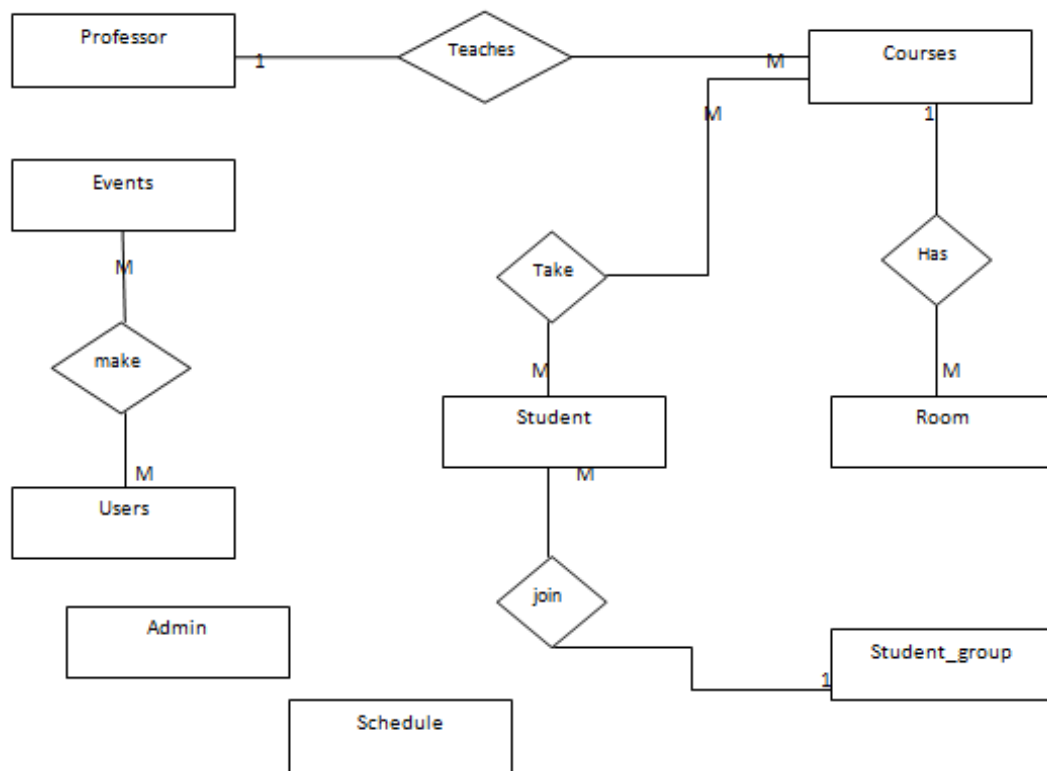 Professor
1
Teaches
M
Courses
M
1
Events
M
Take
Has
make
M
M
Student
Room
M
M
Users
join
Admin
Student_group
1
Schedule